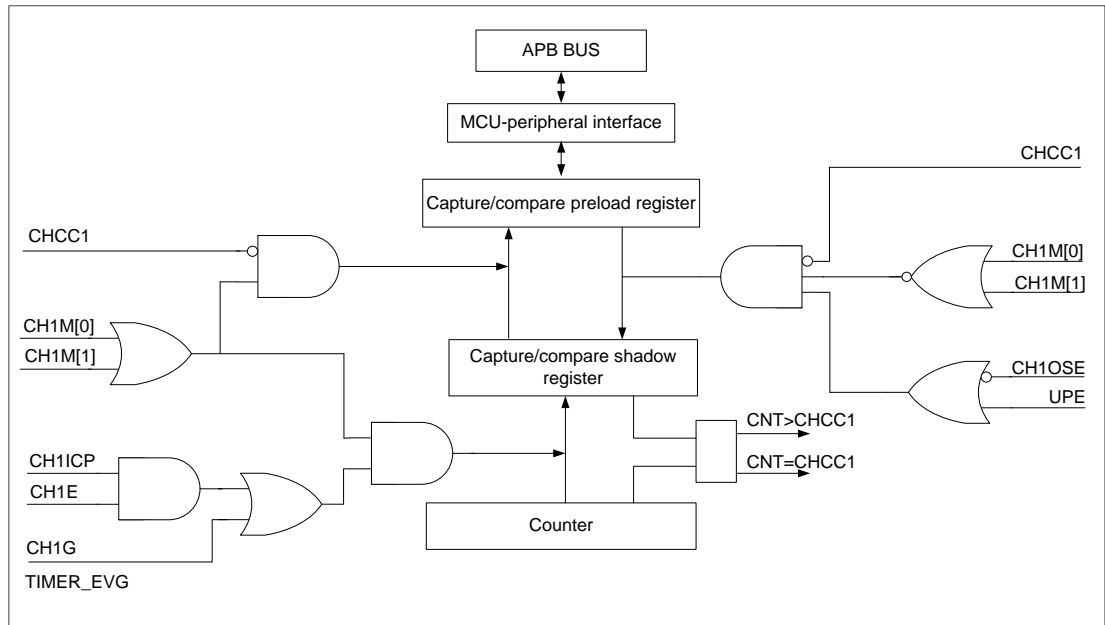 APB BUS
MCU-peripheral interface
CHCC1
Capture/compare preload register
CHCC1
CH1M[0]
CH1M[1]
CH1M[0]
CH1M[1]
Capture/compare shadow
register
CH1OSE
UPE
CNT>CHCC1
CNT=CHCC1
CH1ICP
CH1E
Counter
CH1G
TIMER_EVG